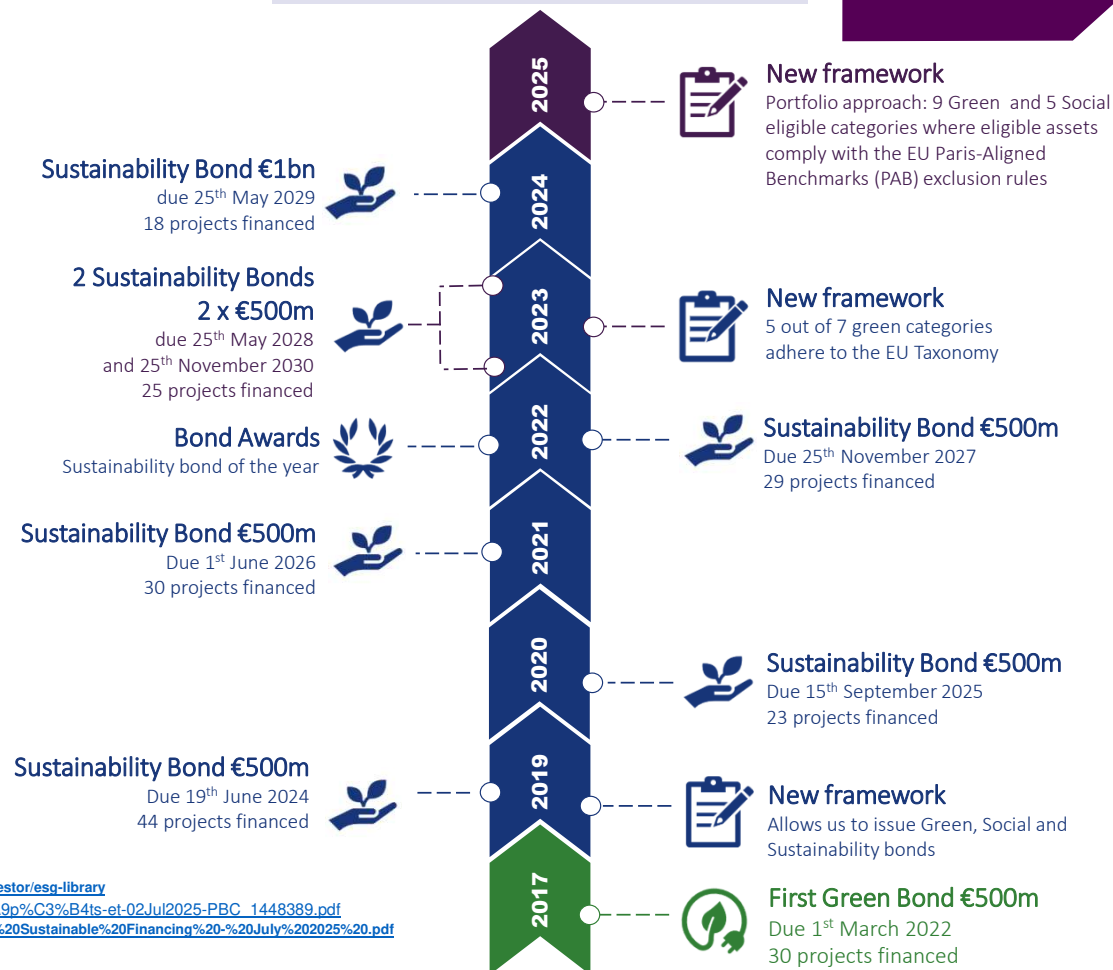 2025
New framework
Portfolio approach: 9 Green and 5 Social
eligible categories where eligible assets
comply with the EU Paris-Aligned
Benchmarks (PAB) exclusion rules
Sustainability Bond €1bn
due 25th May 2029
18 projects financed
2024
2 Sustainability Bonds
2 x €500m
due 25th May 2028
and 25th November 2030
25 projects financed
2023
New framework
5 out of 7 green categories
adhere to the EU Taxonomy
Bond Awards
Sustainability bond of the year
2022
Sustainability Bond €500m
Due 25th November 2027
29 projects financed
Sustainability Bond €500m
Due 1st June 2026
30 projects financed
2021
2020
Sustainability Bond €500m
Due 15th September 2025
23 projects financed
Sustainability Bond €500m
Due 19th June 2024
44 projects financed
2019
New framework
Allows us to issue Green, Social and
Sustainability bonds
2017
First Green Bond €500m
Due 1st March 2022
30 projects financed
estor/esg-library
9p%C3%B4ts-et-02Jul2025-PBC_1448389.pdf
%20Sustainable%20Financing%20-%20July%202025%20.pdf